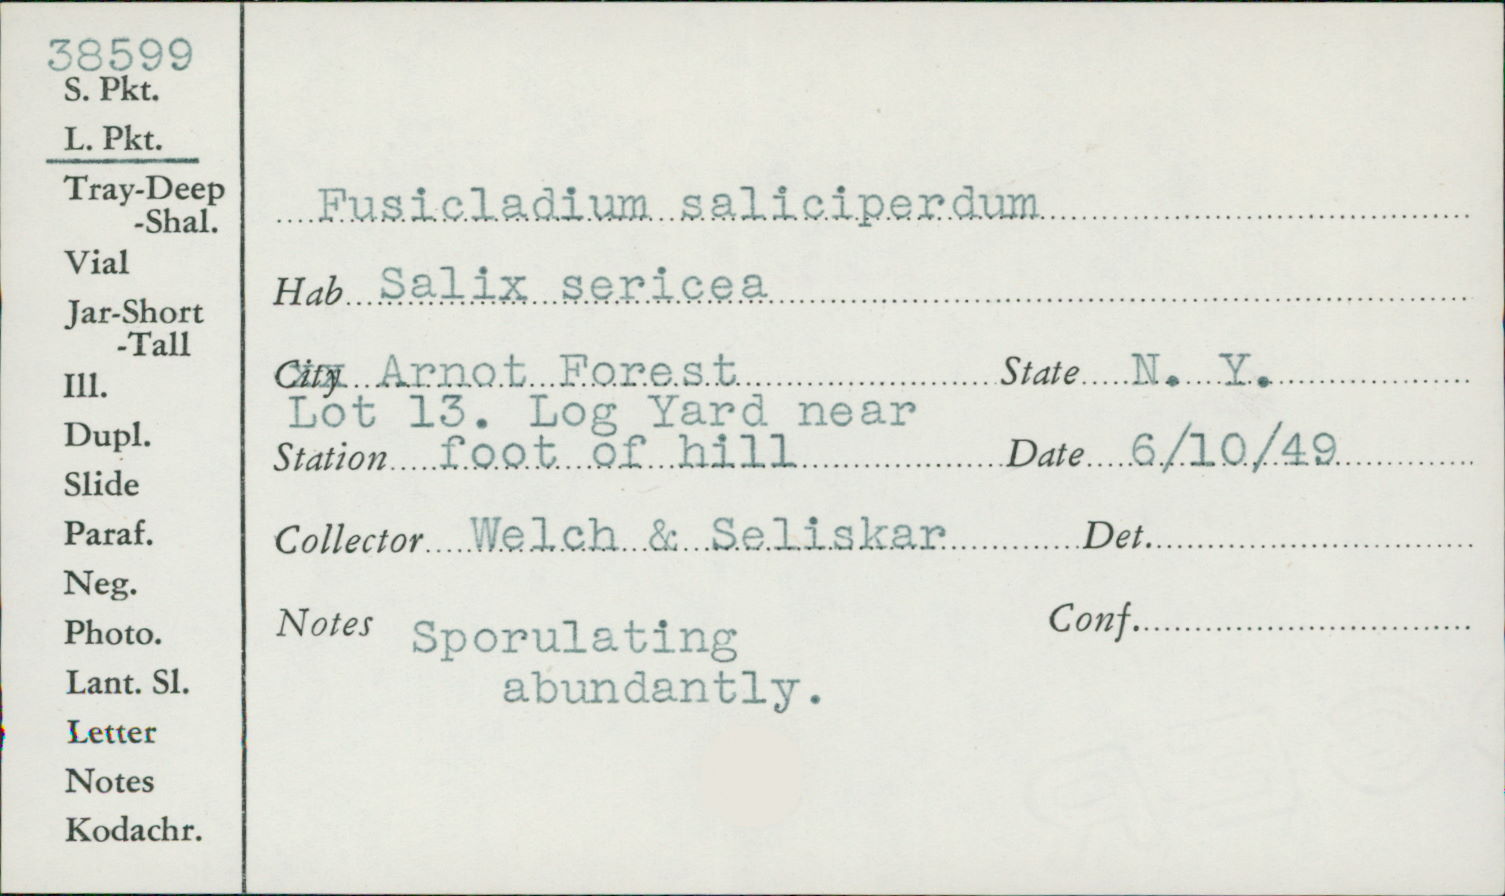 38599
S. Pkt.
L. Pkt.
Tray-Deep
-Shal.
Vial
Jar-Short
-Tall
Ill.
Dupl.
Slide
Paraf.
Neg.
Photo.
Lant. Sl.
Letter
Notes
Kodachr.
Fusicladium saliciperdum
Hab Salix sericea
City Arnot Forest State N. Y.
Lot 13. Log Yard near
Station foot of hill Date 6/10/49
Collector Welch & Seliskar Det.
Notes Sporulating Conf.
abundantly.